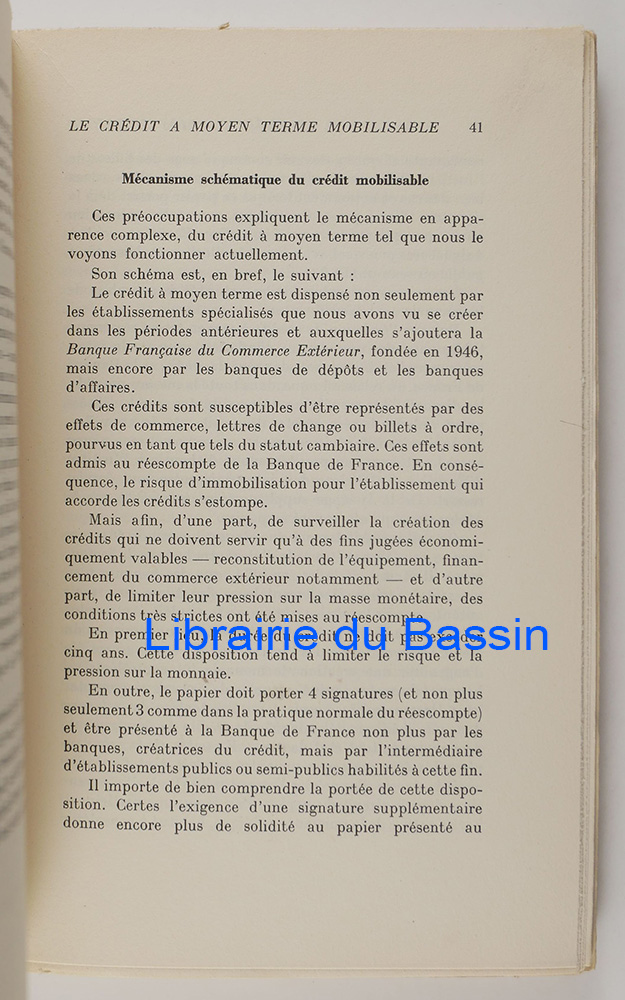 LE CRÉDIT A MOYEN TERME MOBILISABLE 41
Mécanisme schématique du crédit mobilisable
Ces préoccupations expliquent le mécanisme en appa-
rence complexe, du crédit à moyen terme tel que nous le
voyons fonctionner actuellement.
Son schéma est, en bref, le suivant :
Le crédit à moyen terme est dispensé non seulement par
les établissements spécialisés que nous avons vu se créer
dans les périodes antérieures et auxquelles s'ajoutera la
Banque Française du Commerce Extérieur, fondée en 1946,
mais encore par les banques de dépôts et les banques
d'affaires.
Ces crédits sont susceptibles d'être représentés par des
effets de commerce, lettres de change ou billets à ordre,
pourvus en tant que tels du statut cambiaire. Ces effets sont
admis au réescompte de la Banque de France. En consé-
quence, le risque d'immobilisation pour l'établissement qui
accorde les crédits s'estompe.
Mais afin, d'une part, de surveiller la création des
crédits qui ne doivent servir qu'à des fins jugées économi-
quement valables — reconstitution de l'équipement, finan-
cement du commerce extérieur notamment — et d'autre
part, de limiter leur pression sur la masse monétaire, des
conditions très strictes ont été mises au réescompte.
En premier lieu, la durée du crédit ne doit pas excéder
Librairie du Bassin
cinq ans. Cette disposition tend à limiter le risque et la
pression sur la monnaie.
En outre, le papier doit porter 4 signatures (et non plus
seulement 3 comme dans la pratique normale du réescompte)
et être présenté à la Banque de France non plus par les
banques, créatrices du crédit, mais par l'intermédiaire
d'établissements publics ou semi-publics habilités à cette fin.
Il importe de bien comprendre la portée de cette dispo-
sition. Certes l'exigence d'une signature supplémentaire
donne encore plus de solidité au papier présenté au